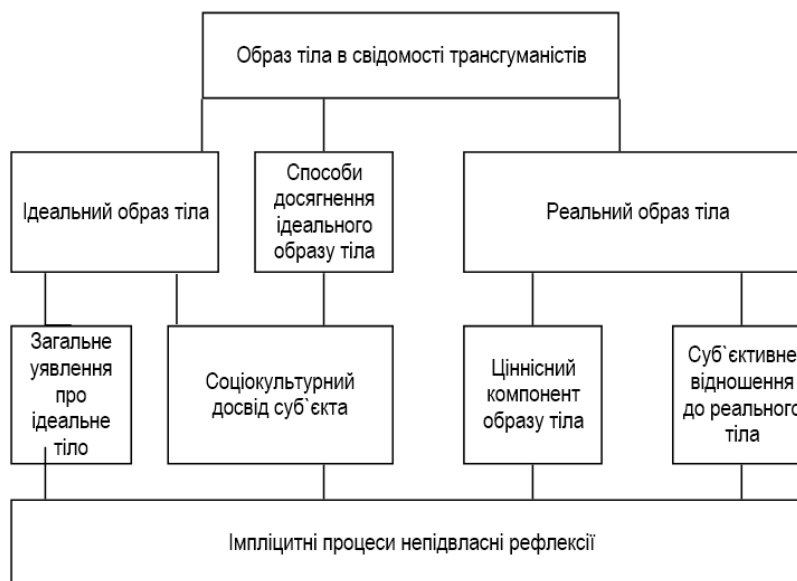 Образ тіла в свідомості трансгуманістів
Ідеальний образ тіла
Способи
досягнення
ідеального
образу тіла
Реальний образ тіла
Загальне
уявлення
про
ідеальне
тіло
Соціокультурний
досвід суб`єкта
Ціннісний
компонент
образу тіла
Суб`єктивне
відношення
до реального
тіла
Імпліцитні процеси непідвласні рефлексії